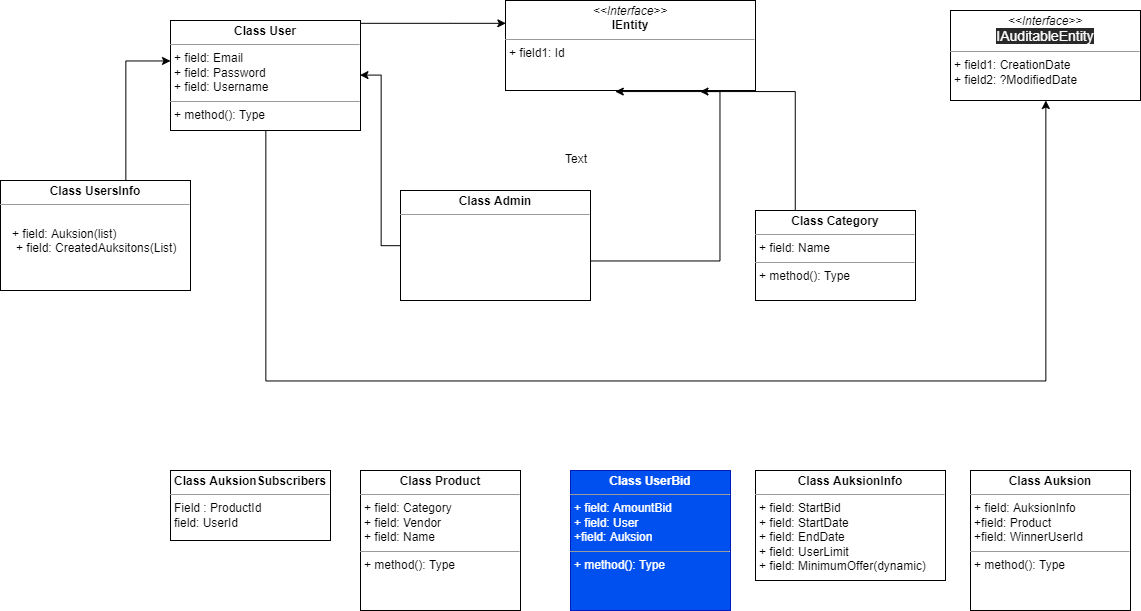 Class User
+ field: Email
+ field: Password
+ field: Username
+ method(): Type
<<Interface>>
IEntity
+ field1: Id
<<Interface>>
IAuditableEntity
+ field1: CreationDate
+ field2: ?ModifiedDate
Text
Class UsersInfo
+ field: Auksion(list)
+ field: CreatedAuksitons(List)
Class Admin
Class Category
+ field: Name
+ method(): Type
Class Auksion Subscribers
Field : ProductId
field: UserId
Class Product
+ field: Category
+ field: Vendor
+ field: Name
+ method(): Type
Class UserBid
+ field: AmountBid
+ field: User
+field: Auksion
+ method(): Type
Class AuksionInfo
+ field: StartBid
+ field: StartDate
+ field: EndDate
+ field: UserLimit
+ field: MinimumOffer(dynamic)
Class Auksion
+ field: AuksionInfo
+field: Product
+field: WinnerUserId
+ method(): Type